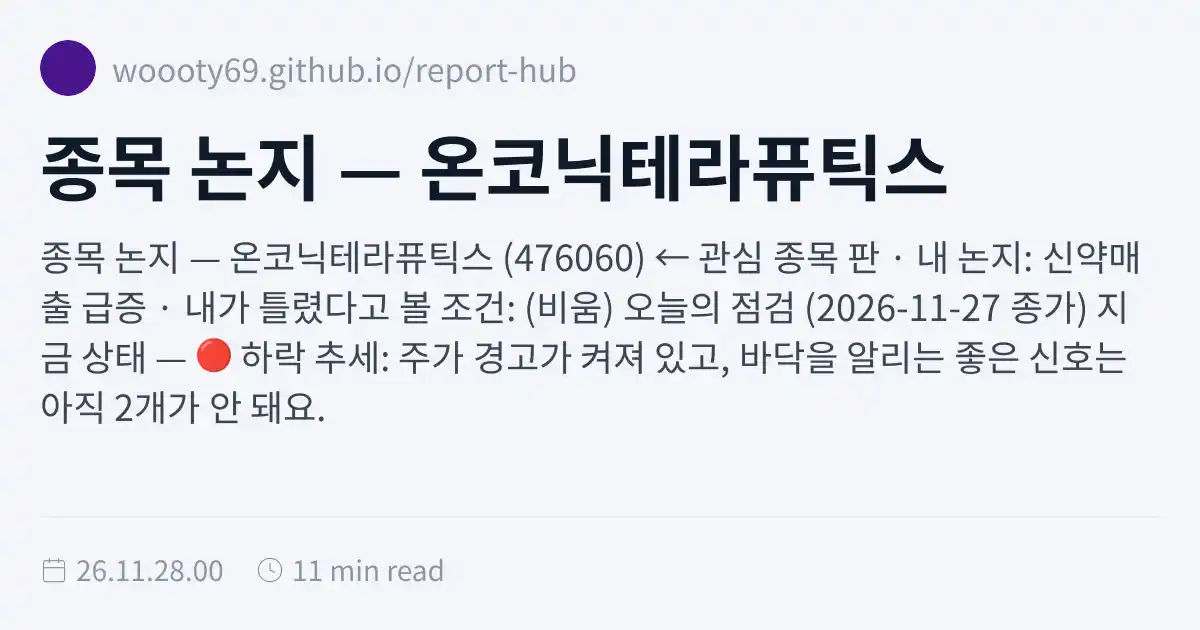 woooty69.github.io/report-hub
종목 논지 — 온코닉테라퓨틱스
종목 논지 — 온코닉테라퓨틱스 (476060) ← 관심 종목 판 · 내 논지: 신약매
출 급증 · 내가 틀렸다고 볼 조건: (비움) 오늘의 점검 (2026-11-27 종가) 지
금 상태 — 🔴 하락 추세: 주가 경고가 켜져 있고, 바닥을 알리는 좋은 신호는
아직 2개가 안 돼요.
26.11.28.00 11 min read